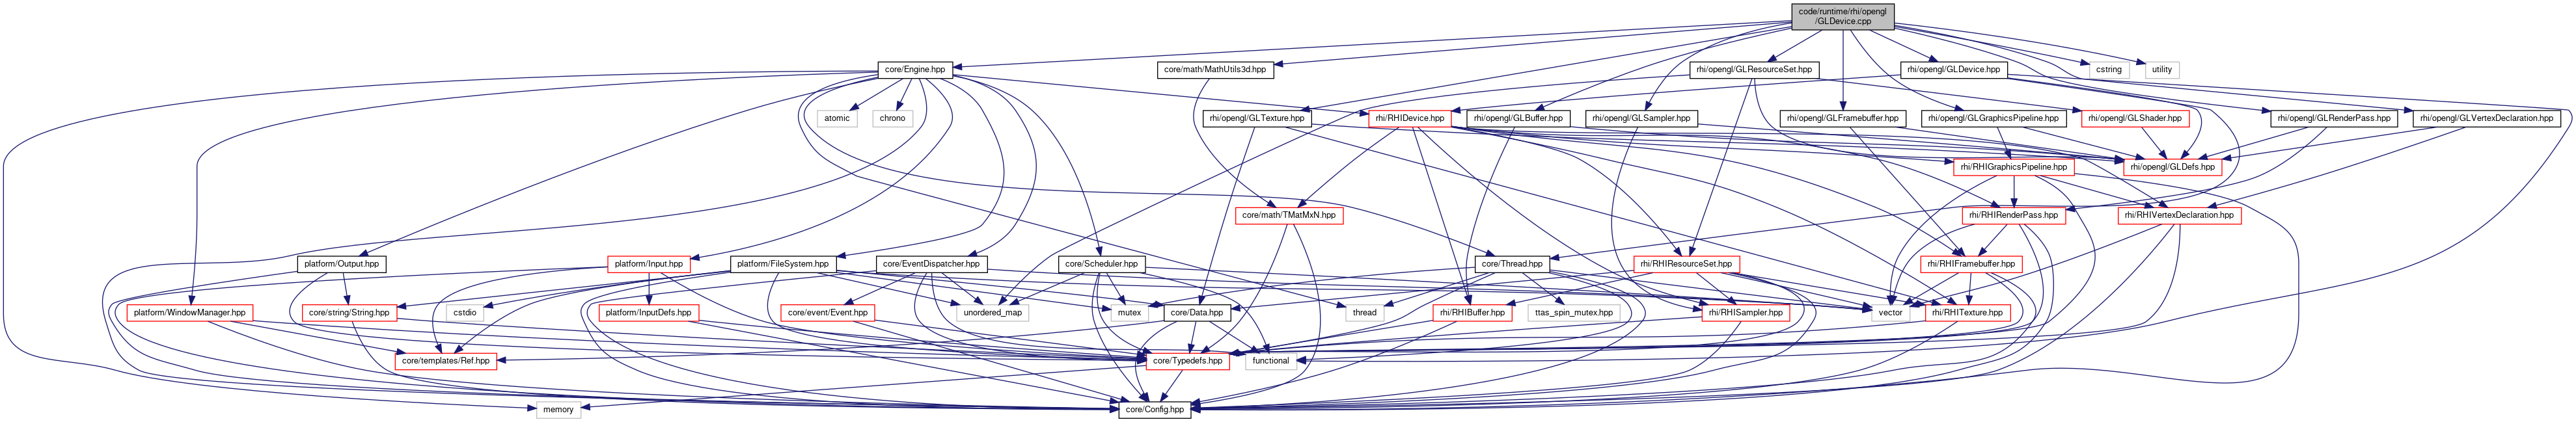 code/runtime/rhi/opengl
/GLDevice.cpp
core/Engine.hpp
core/math/MathUtils3d.hpp
rhi/opengl/GLResourceSet.hpp
rhi/opengl/GLDevice.hpp
cstring
utility
atomic
chrono
rhi/opengl/GLTexture.hpp
rhi/RHIDevice.hpp
rhi/opengl/GLBuffer.hpp
rhi/opengl/GLSampler.hpp
rhi/opengl/GLFramebuffer.hpp
rhi/opengl/GLGraphicsPipeline.hpp
rhi/opengl/GLShader.hpp
rhi/opengl/GLRenderPass.hpp
rhi/opengl/GLVertexDeclaration.hpp
rhi/RHIGraphicsPipeline.hpp
rhi/opengl/GLDefs.hpp
core/math/TMatMxN.hpp
rhi/RHIRenderPass.hpp
rhi/RHIVertexDeclaration.hpp
platform/Output.hpp
platform/Input.hpp
platform/FileSystem.hpp
core/EventDispatcher.hpp
core/Scheduler.hpp
core/Thread.hpp
rhi/RHIResourceSet.hpp
rhi/RHIFramebuffer.hpp
platform/WindowManager.hpp
core/string/String.hpp
cstdio
platform/InputDefs.hpp
core/event/Event.hpp
unordered_map
mutex
core/Data.hpp
thread
rhi/RHIBuffer.hpp
ttas_spin_mutex.hpp
rhi/RHISampler.hpp
vector
rhi/RHITexture.hpp
core/templates/Ref.hpp
core/Typedefs.hpp
functional
memory
core/Config.hpp